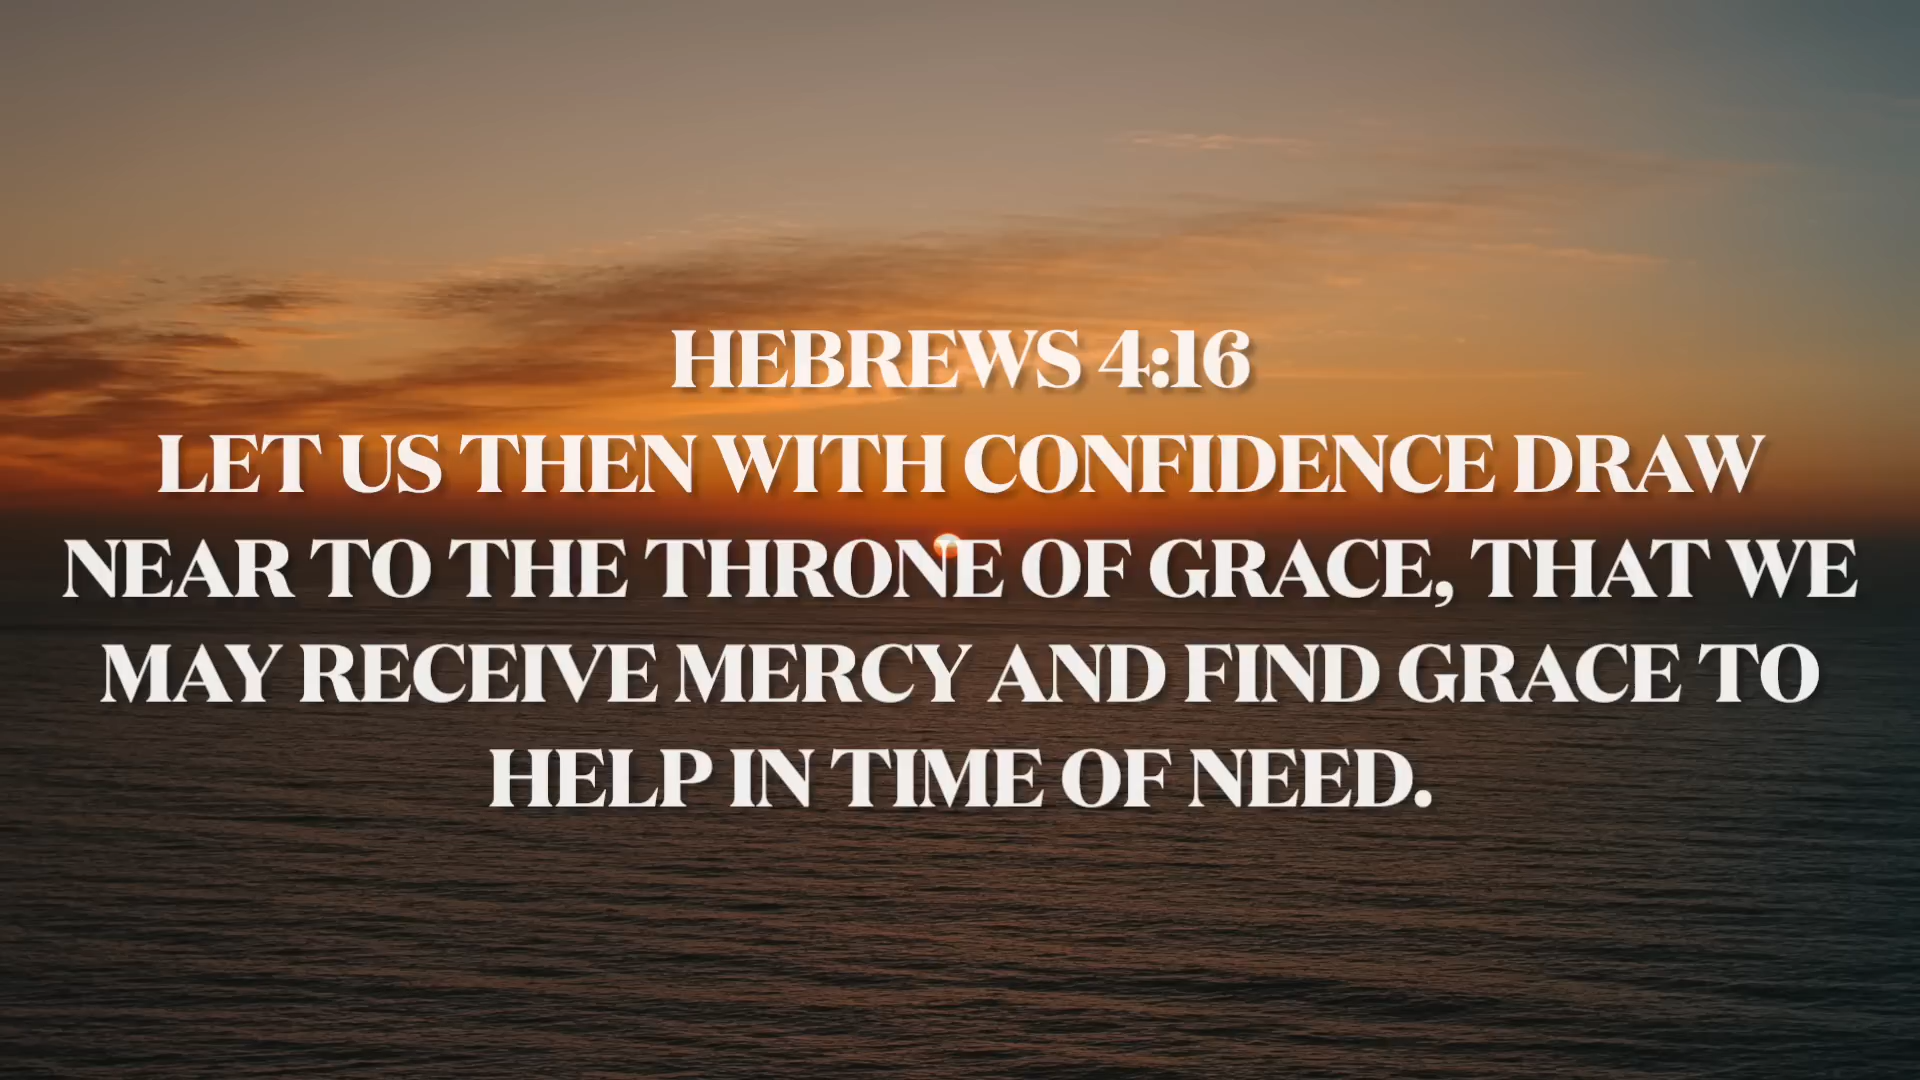 HEBREWS 4:16
LET US THEN WITH CONFIDENCE DRAW
NEAR TO THE THRONE OF GRACE, THAT WE
MAY RECEIVE MERCY AND FIND GRACE TO
HELP IN TIME OF NEED.